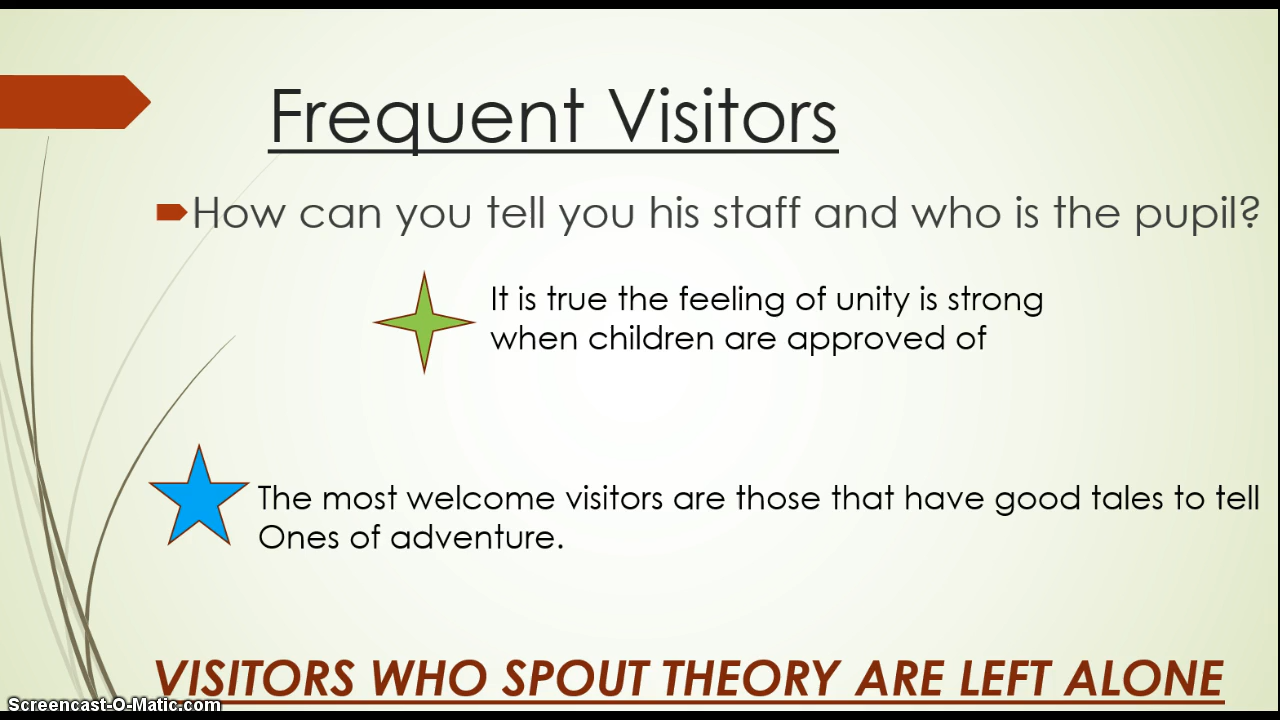 Frequent Visitors
How can you tell you his staff and who is the pupil?
It is true the feeling of unity is strong
when children are approved of
The most welcome visitors are those that have good tales to tell
Ones of adventure.
VISITORS WHO SPOUT THEORY ARE LEFT ALONE
Screencast-O-Matic.com